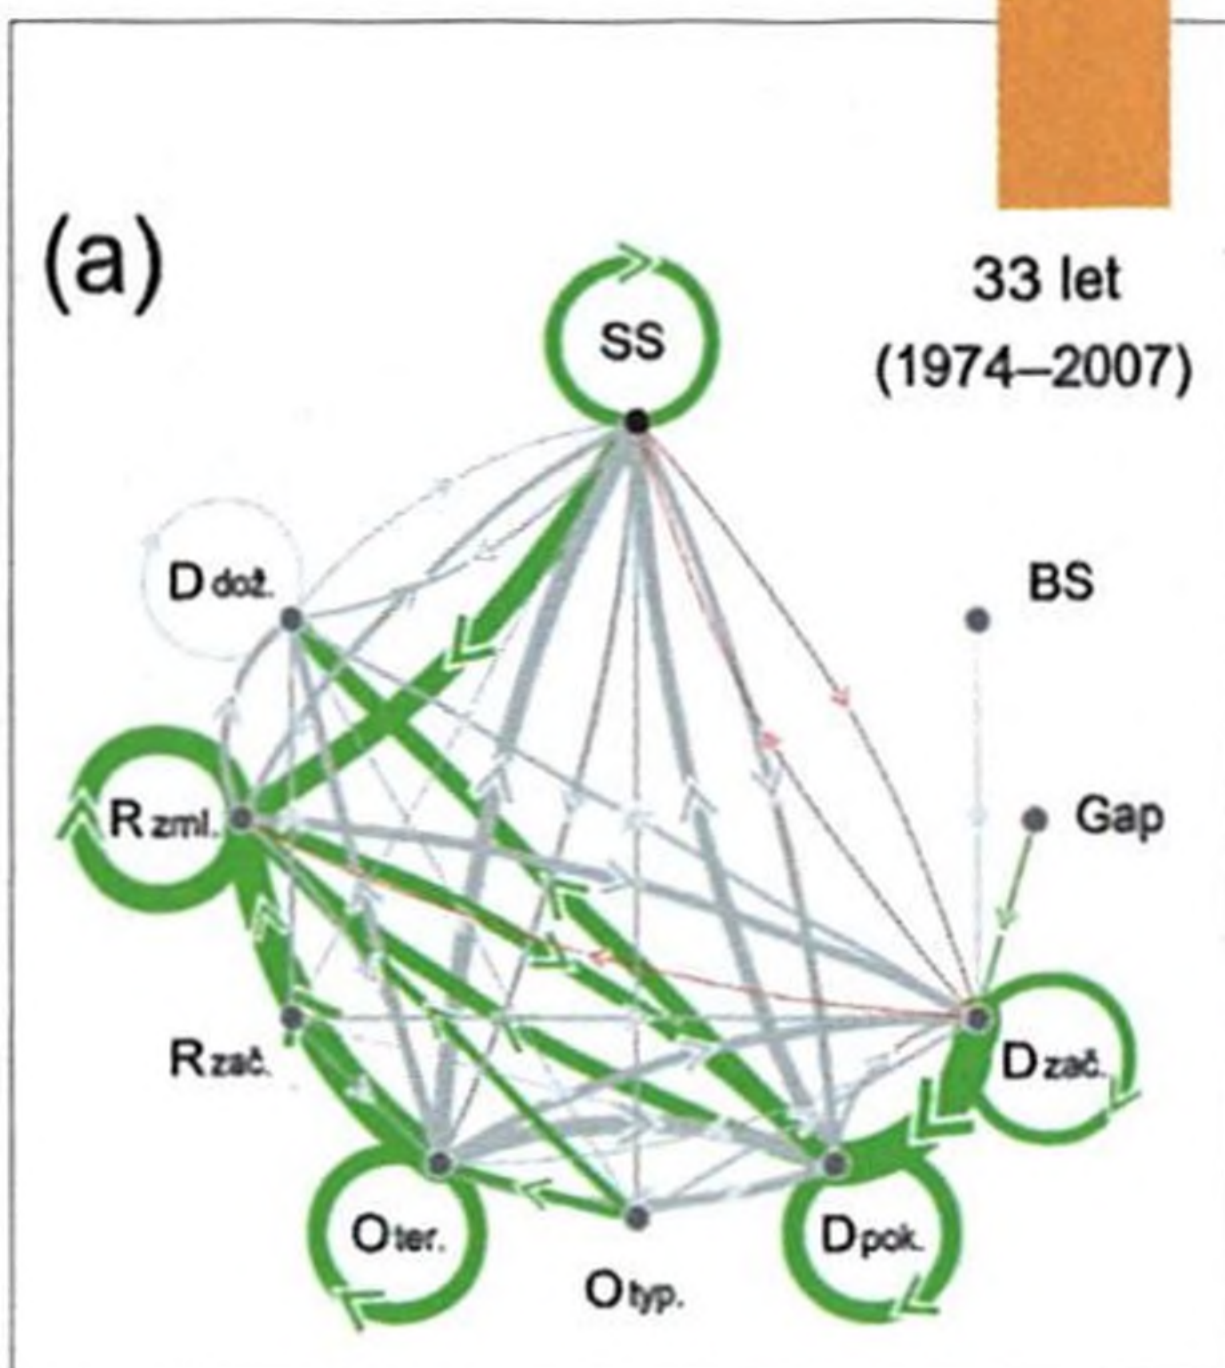 (a)
33 let
(1974–2007)
SS
D dož.
BS
R zml.
Gap
R zač.
D zač.
O ter.
D pok.
O typ.